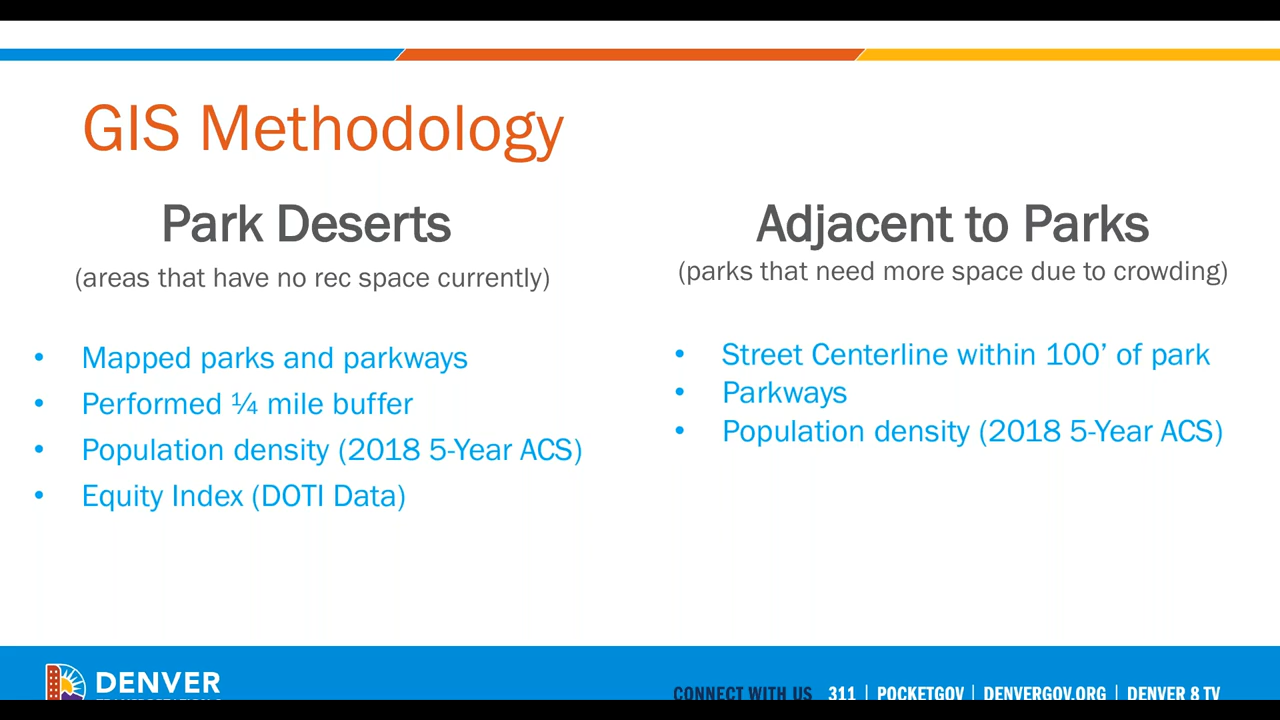 GIS Methodology
Park Deserts
(areas that have no rec space currently)
• Mapped parks and parkways
• Performed ¼ mile buffer
• Population density (2018 5-Year ACS)
• Equity Index (DOTI Data)
Adjacent to Parks
(parks that need more space due to crowding)
• Street Centerline within 100’ of park
• Parkways
• Population density (2018 5-Year ACS)
DENVER
CONNECT WITH US 311 | POCKETGOV | DENVERGOV.ORG | DENVER 8 TV